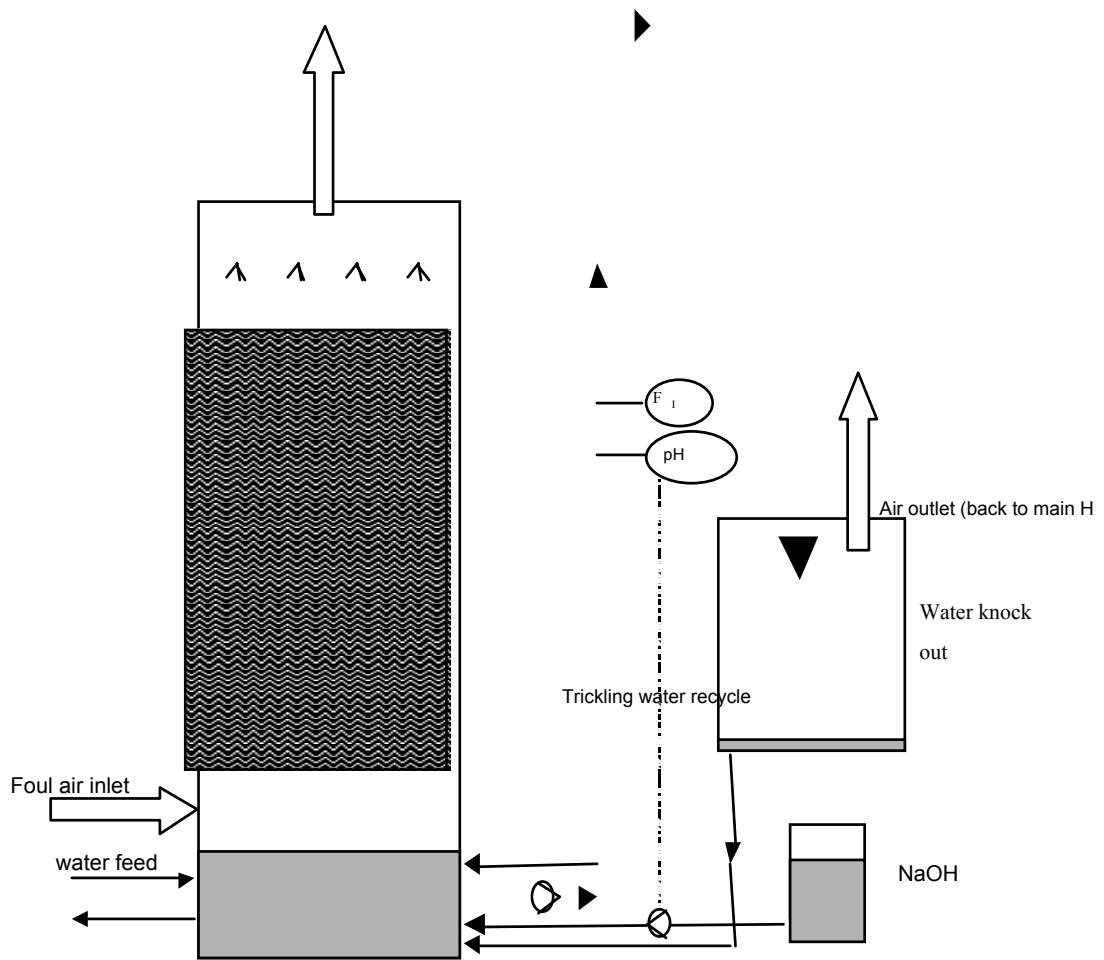 F I
pH
Air outlet (back to main H
Water knock
out
Trickling water recycle
Foul air inlet
water feed
NaOH